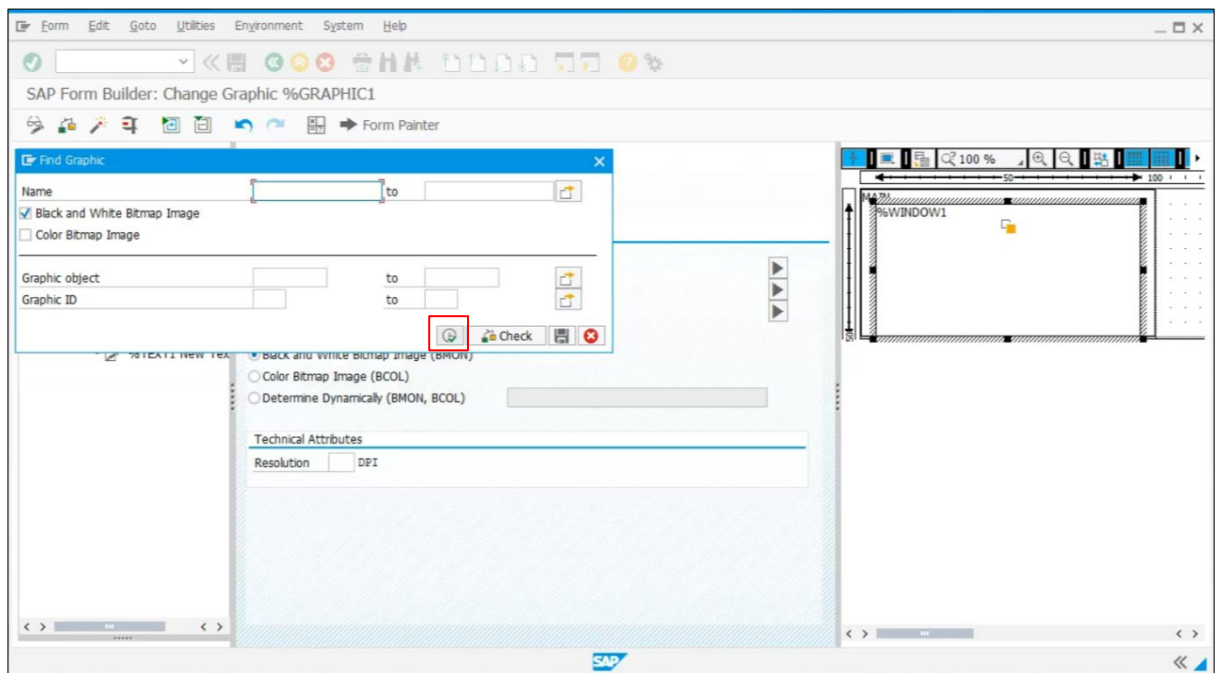 Form Edit Goto Utilities Environment System Help
SAP Form Builder: Change Graphic %GRAPHIC1
Form Painter
Find Graphic
Name to
Black and White Bitmap Image
Color Bitmap Image
Graphic object to
Graphic ID to
Check
%TEXT1 New Tex
Black and White Bitmap Image (BMON)
Color Bitmap Image (BCOL)
Determine Dynamically (BMON, BCOL)
Technical Attributes
Resolution DPI
100 %
50 100
MAIN
%WINDOW1
50
SAP